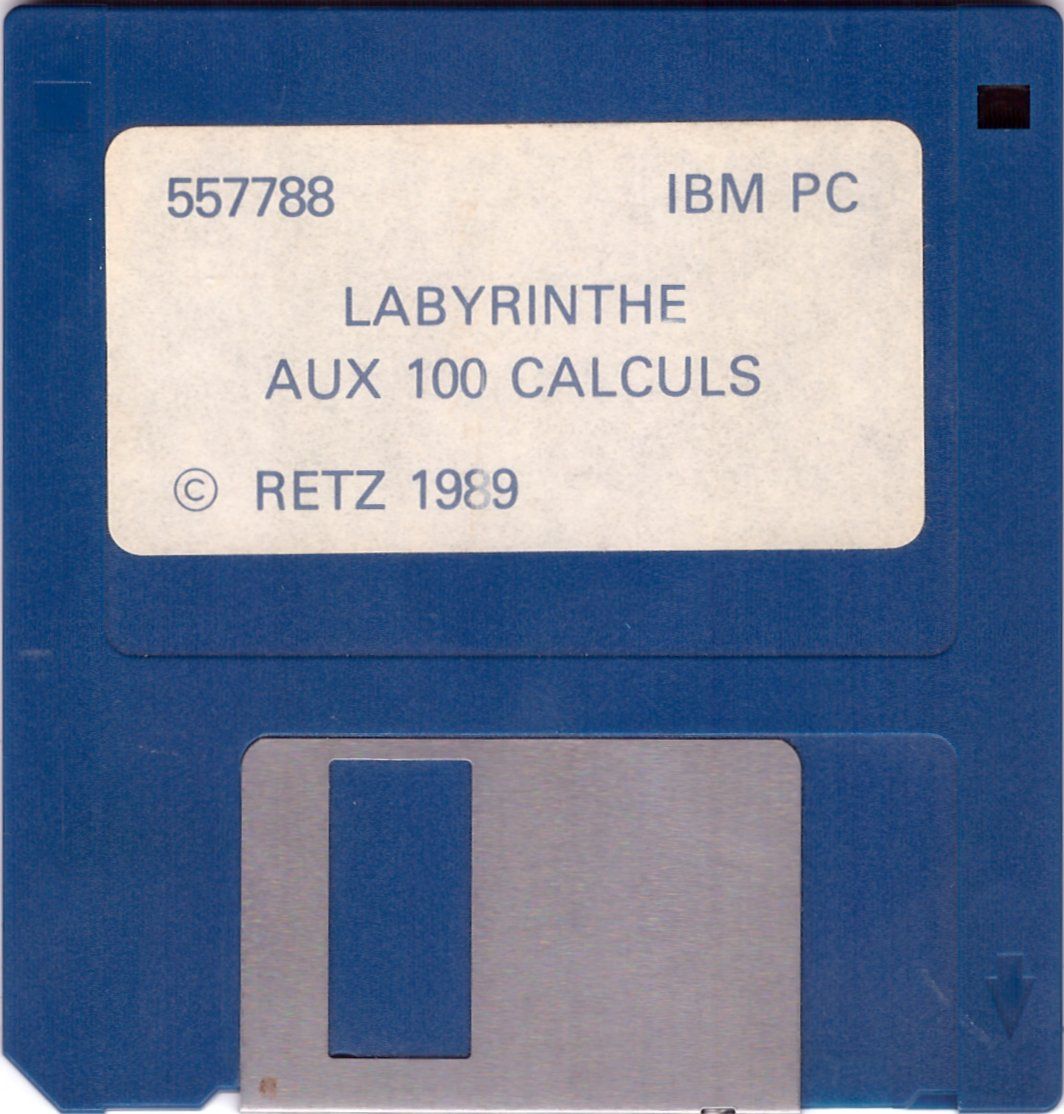 557788 IBM PC
LABYRINTHE
AUX 100 CALCULS
© RETZ 1989